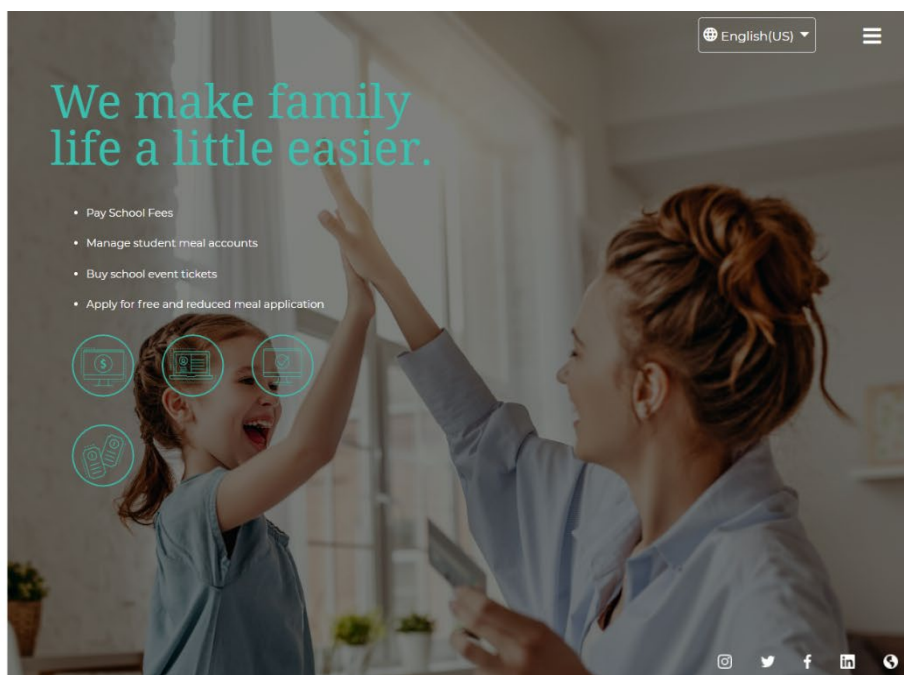 English(US)
We make family
life a little easier.
• Pay School Fees
• Manage student meal accounts
• Buy school event tickets
• Apply for free and reduced meal application